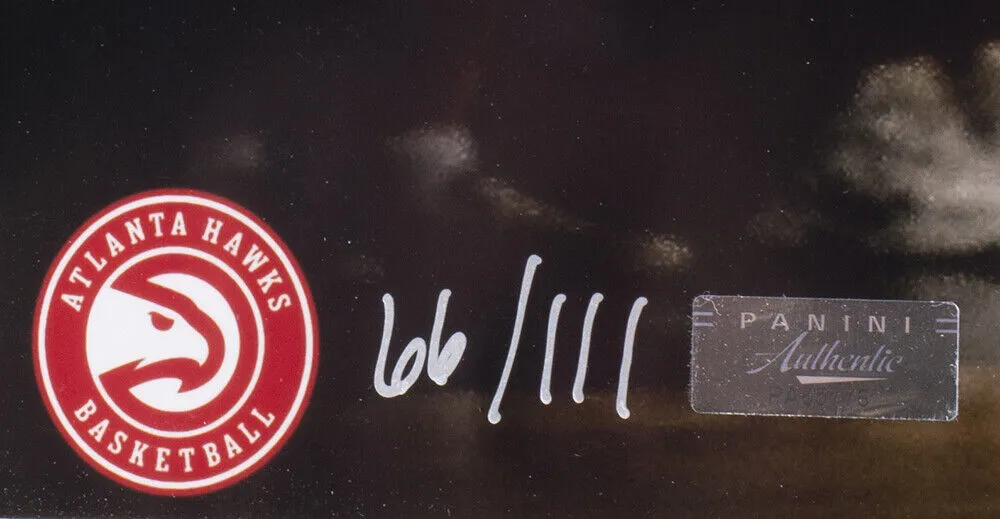 ATLANTA HAWKS
BASKETBALL
66/111
PANINI
Authentic